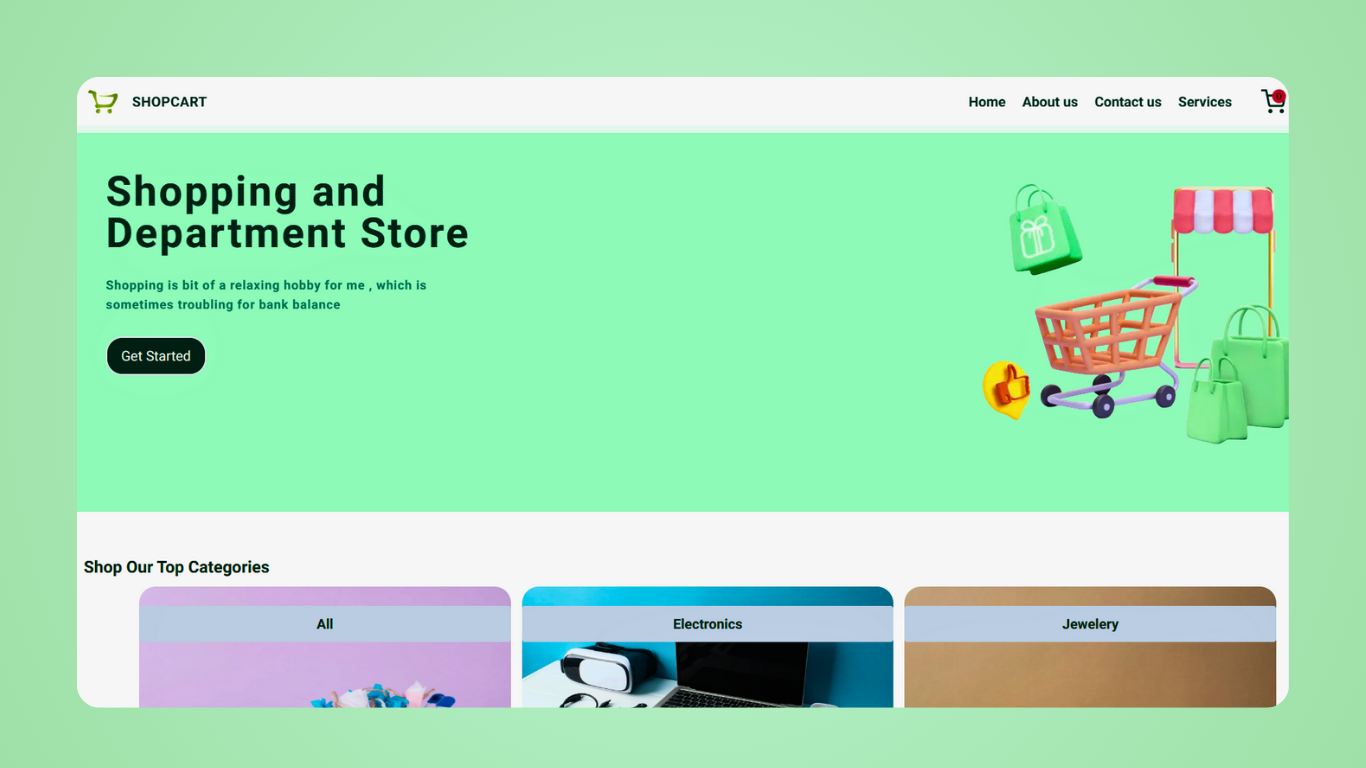 SHOPCART
Home About us Contact us Services
0
Shopping and
Department Store
Shopping is bit of a relaxing hobby for me , which is
sometimes troubling for bank balance
Get Started
Shop Our Top Categories
All
Electronics
Jewelery